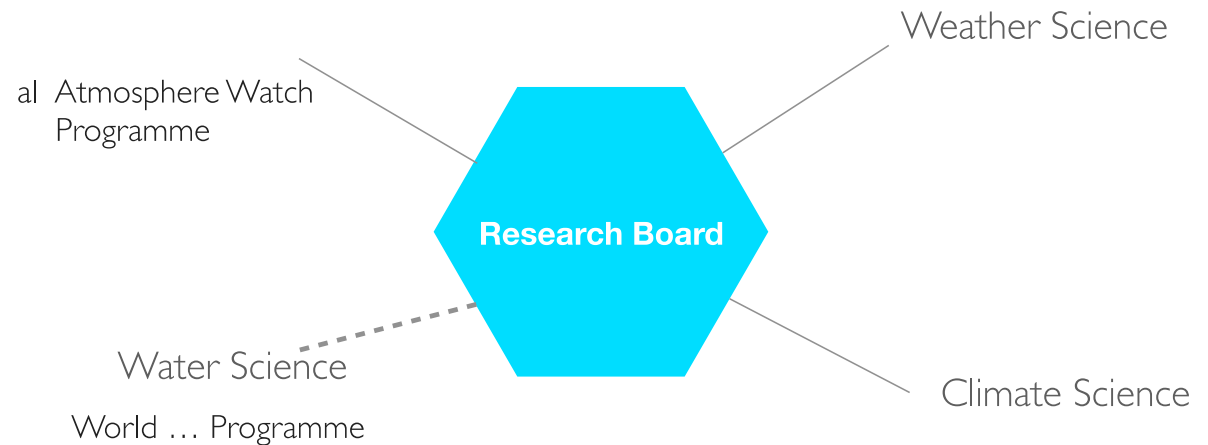 Weather Science
al Atmosphere Watch
Programme
Research Board
Water Science
World … Programme
Climate Science